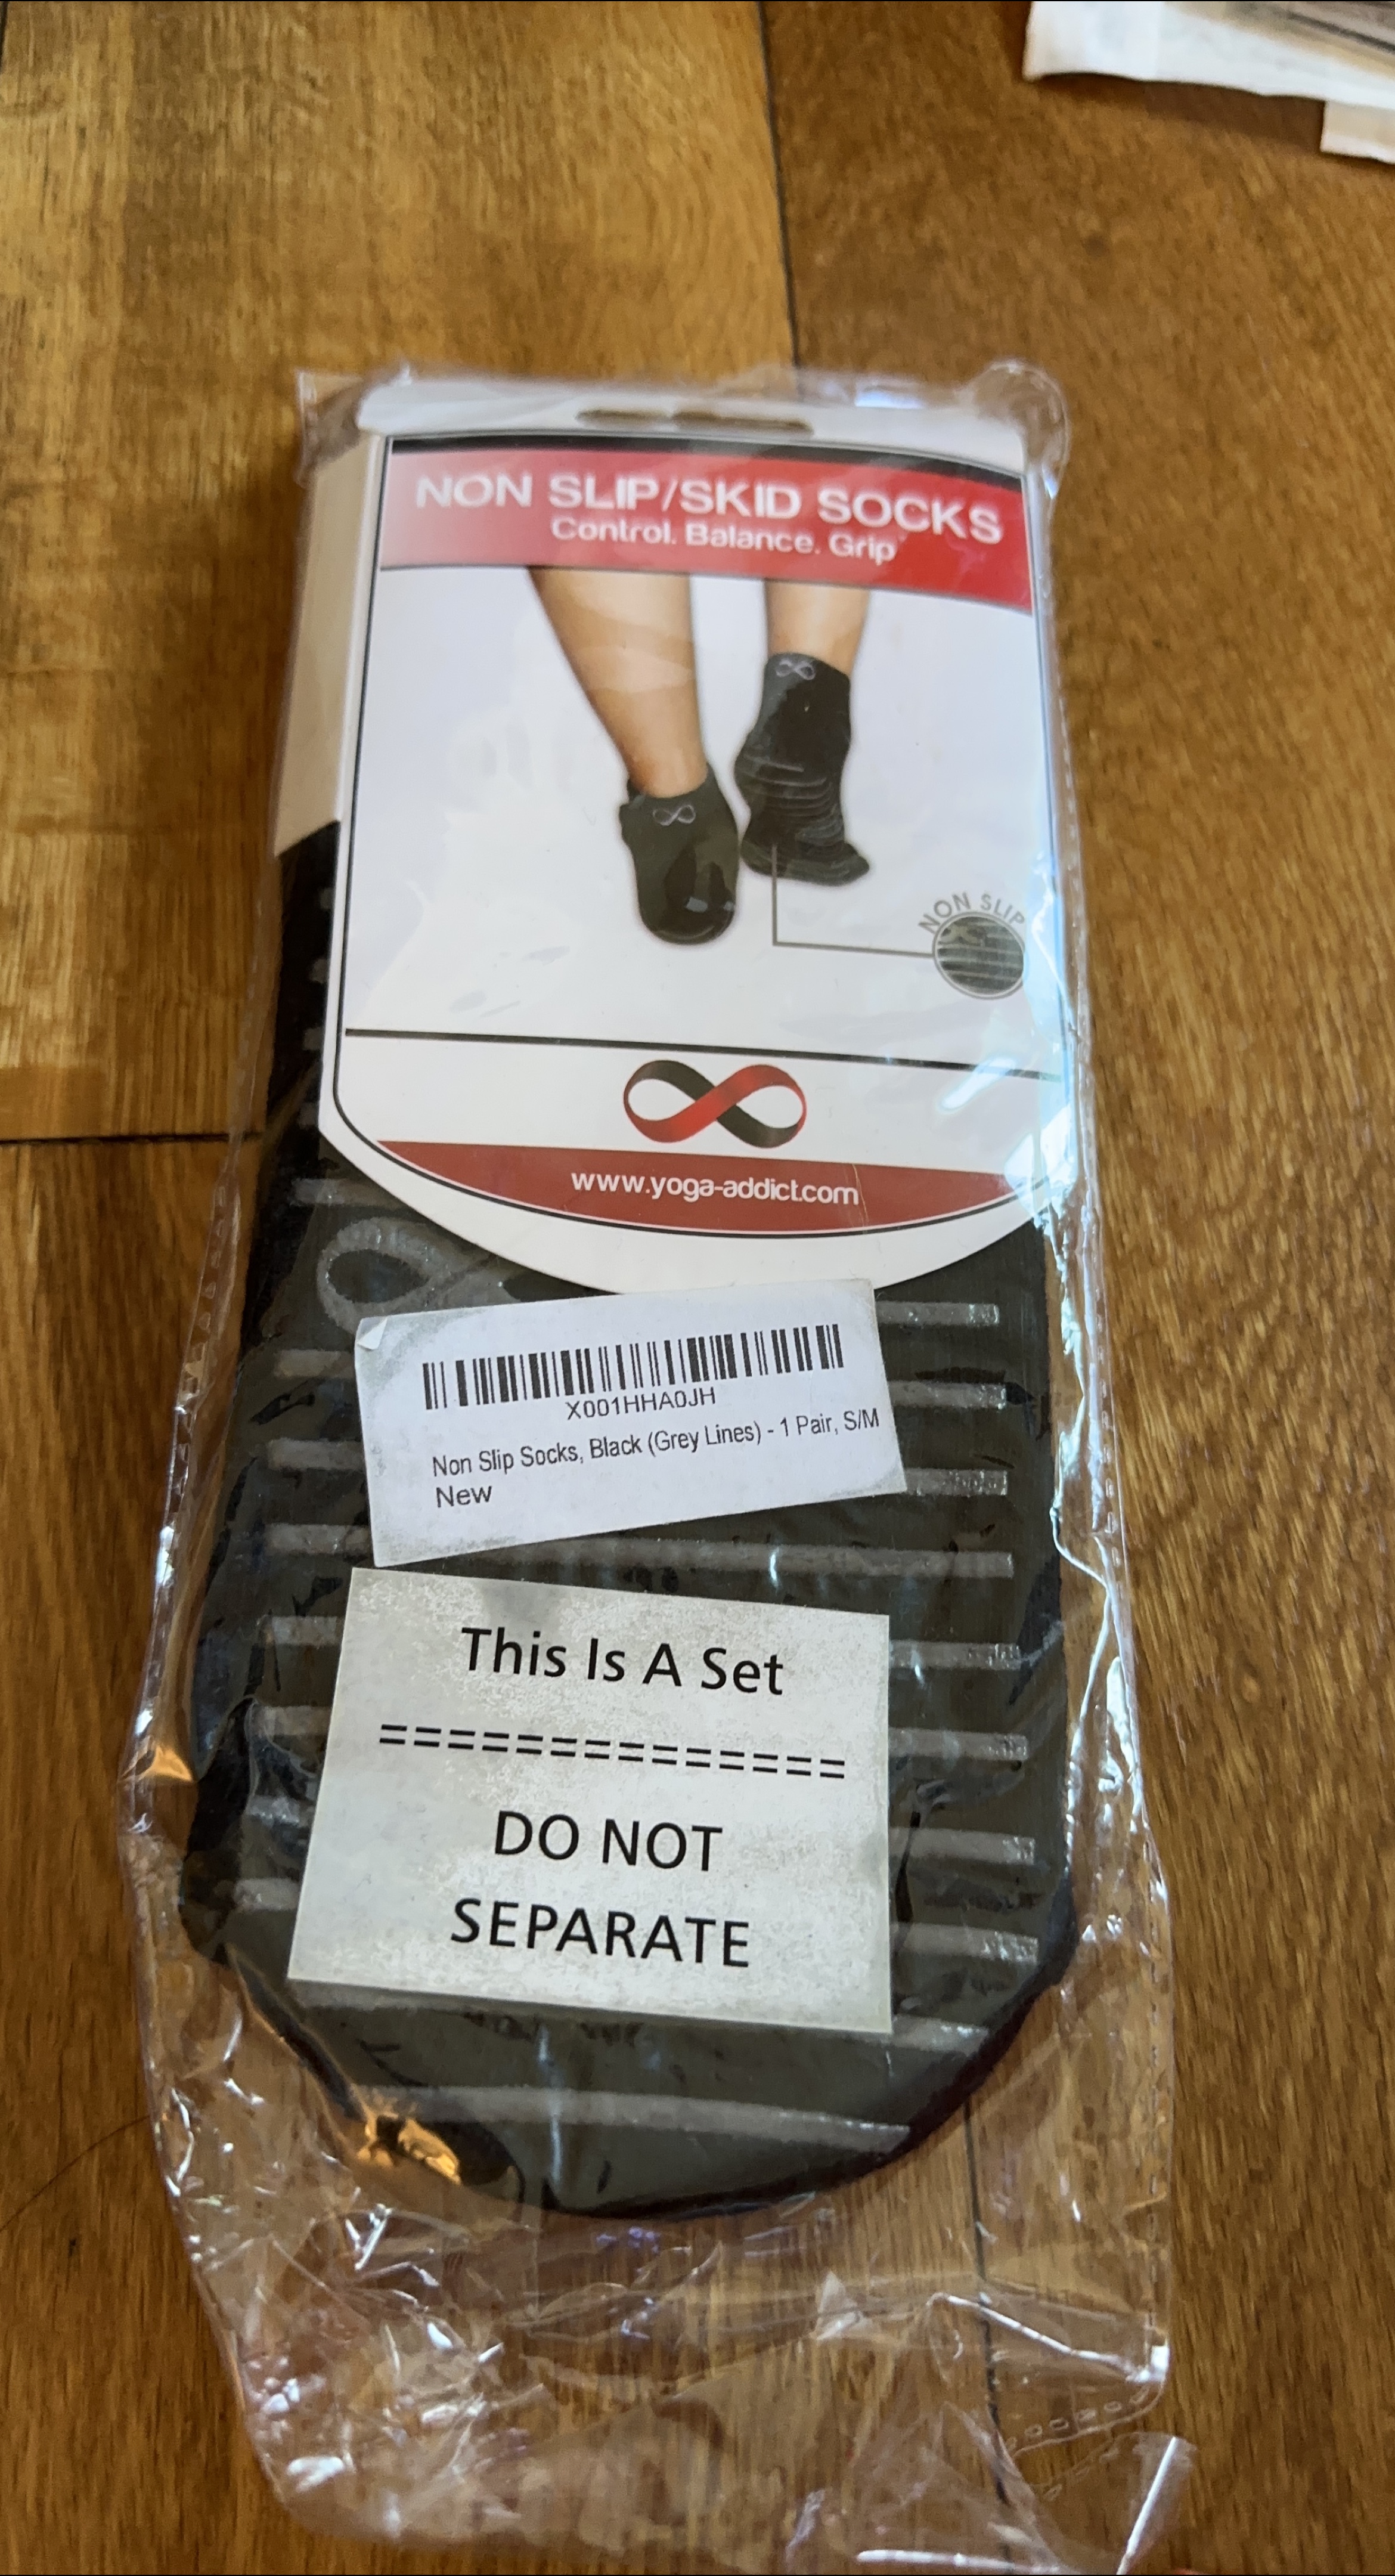 NON SLIP/SKID SOCKS
Control. Balance. Grip
NON SLIP
www.yoga-addict.com
X001HHA0JH
Non Slip Socks, Black (Grey Lines) - 1 Pair, S/M
New
This Is A Set
==============
DO NOT
SEPARATE